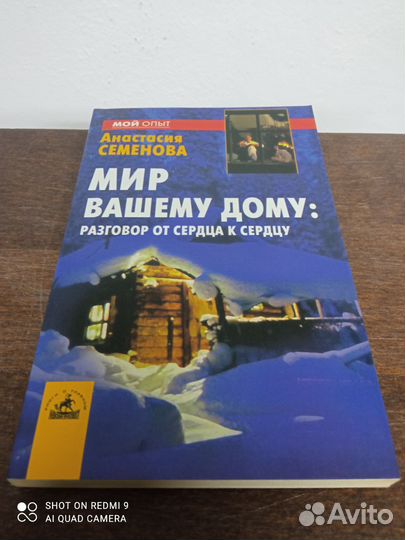 МОЙ ОПЫТ
Анастасия
СЕМЕНОВА
МИР
ВАШЕМУ ДОМУ:
РАЗГОВОР ОТ СЕРДЦА К СЕРДЦУ
SHOT ON REDMI 9
AI QUAD CAMERA
Avito